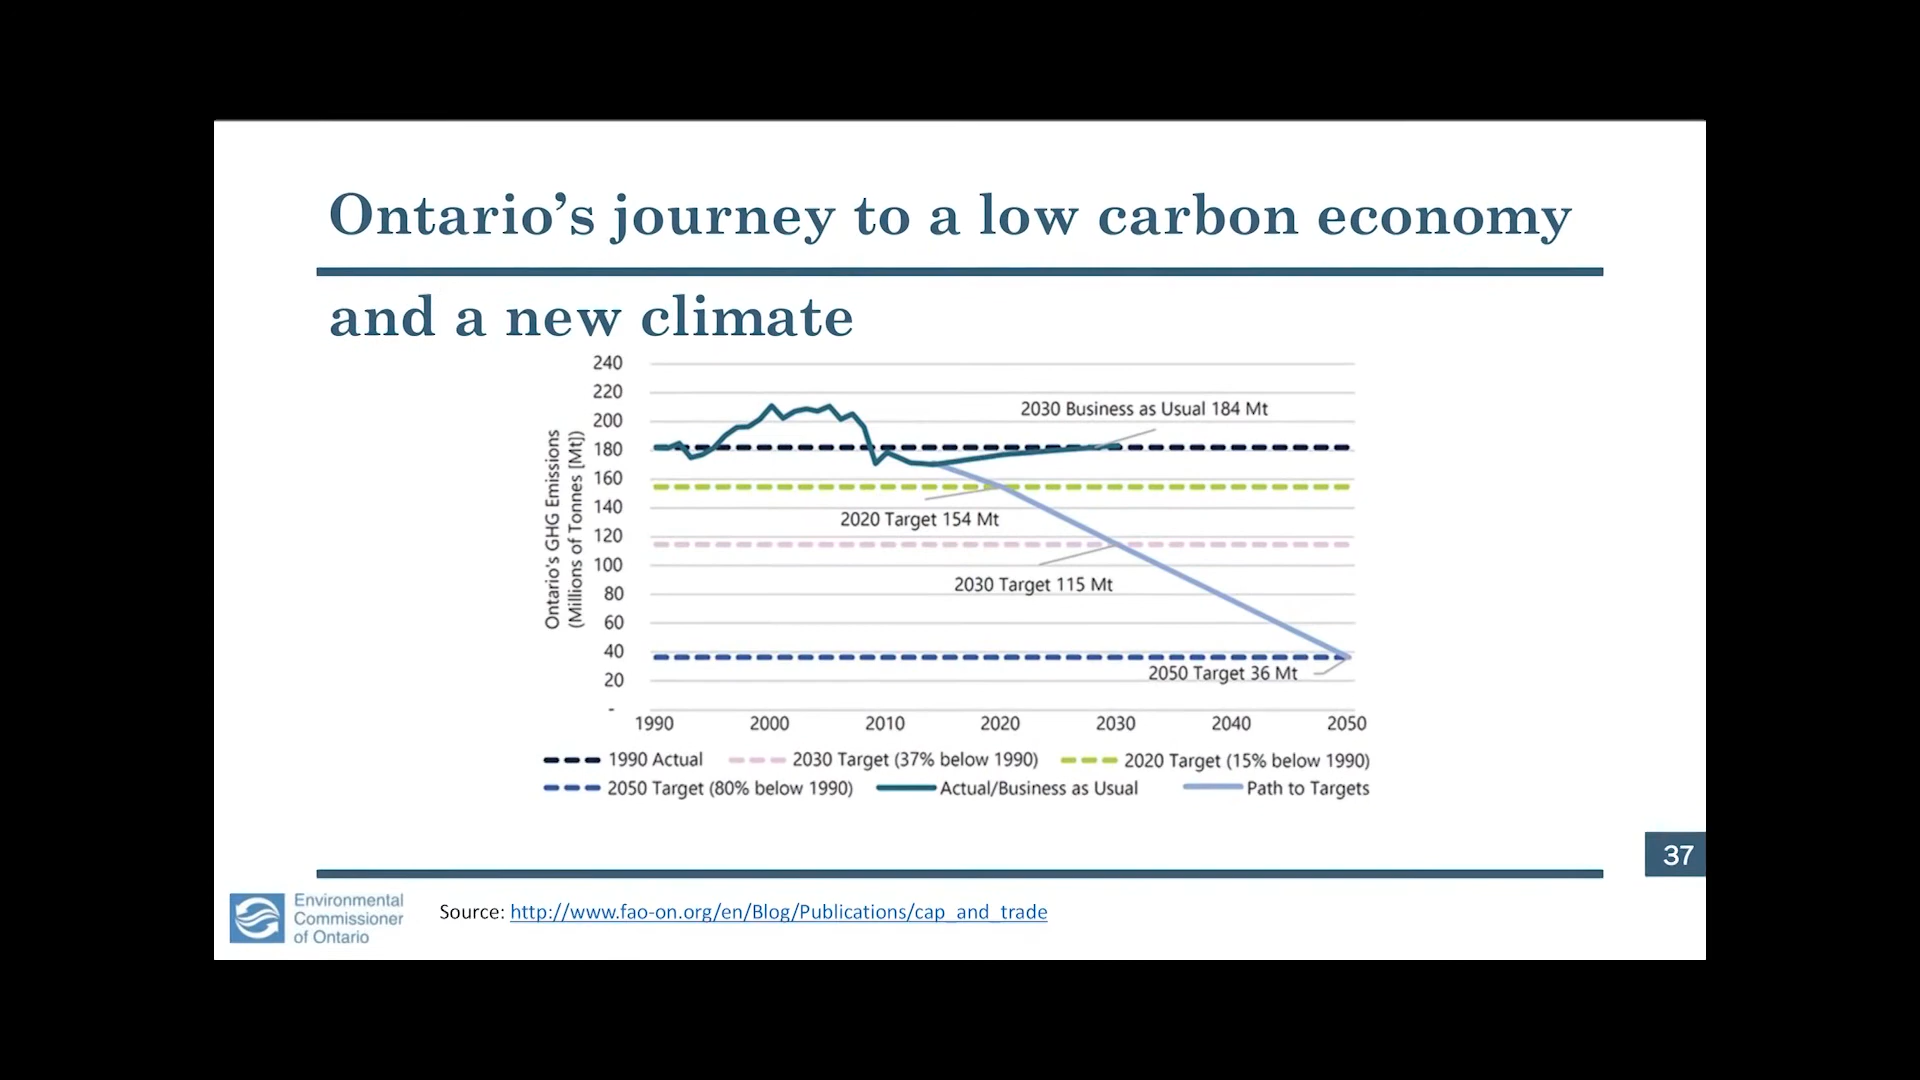 Ontario’s journey to a low carbon economy
and a new climate
240
220
200
180
160
140
120
100
80
60
40
20
-
Ontario's GHG Emissions
(Millions of Tonnes [Mt])
2030 Business as Usual 184 Mt
2020 Target 154 Mt
2030 Target 115 Mt
2050 Target 36 Mt
1990 2000 2010 2020 2030 2040 2050
1990 Actual 2030 Target (37% below 1990) 2020 Target (15% below 1990)
2050 Target (80% below 1990) Actual/Business as Usual Path to Targets
37
Environmental
Commissioner
of Ontario
Source: http://www.fao-on.org/en/Blog/Publications/cap_and_trade